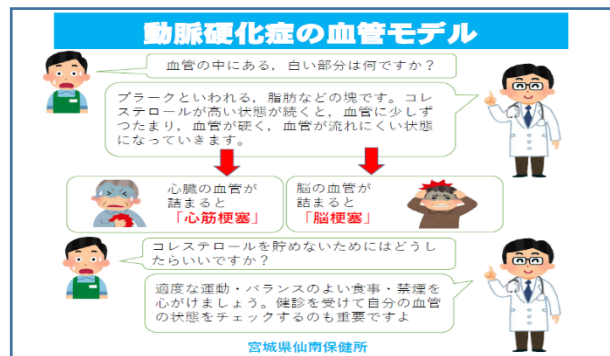 動脈硬化症の血管モデル
血管の中にある，白い部分は何ですか？
プラークといわれる，脂肪などの塊です。コレ
ステロールが高い状態が続くと，血管に少しず
つたまり，血管が硬く，血管が流れにくい状態
になっていきます。
心臓の血管が
詰まると
「心筋梗塞」
脳の血管が
詰まると
「脳梗塞」
コレステロールを貯めないためにはどうし
たらいいですか？
適度な運動・バランスのよい食事・禁煙を
心がけましょう。健診を受けて自分の血管
の状態をチェックするのも重要ですよ
宮城県仙南保健所